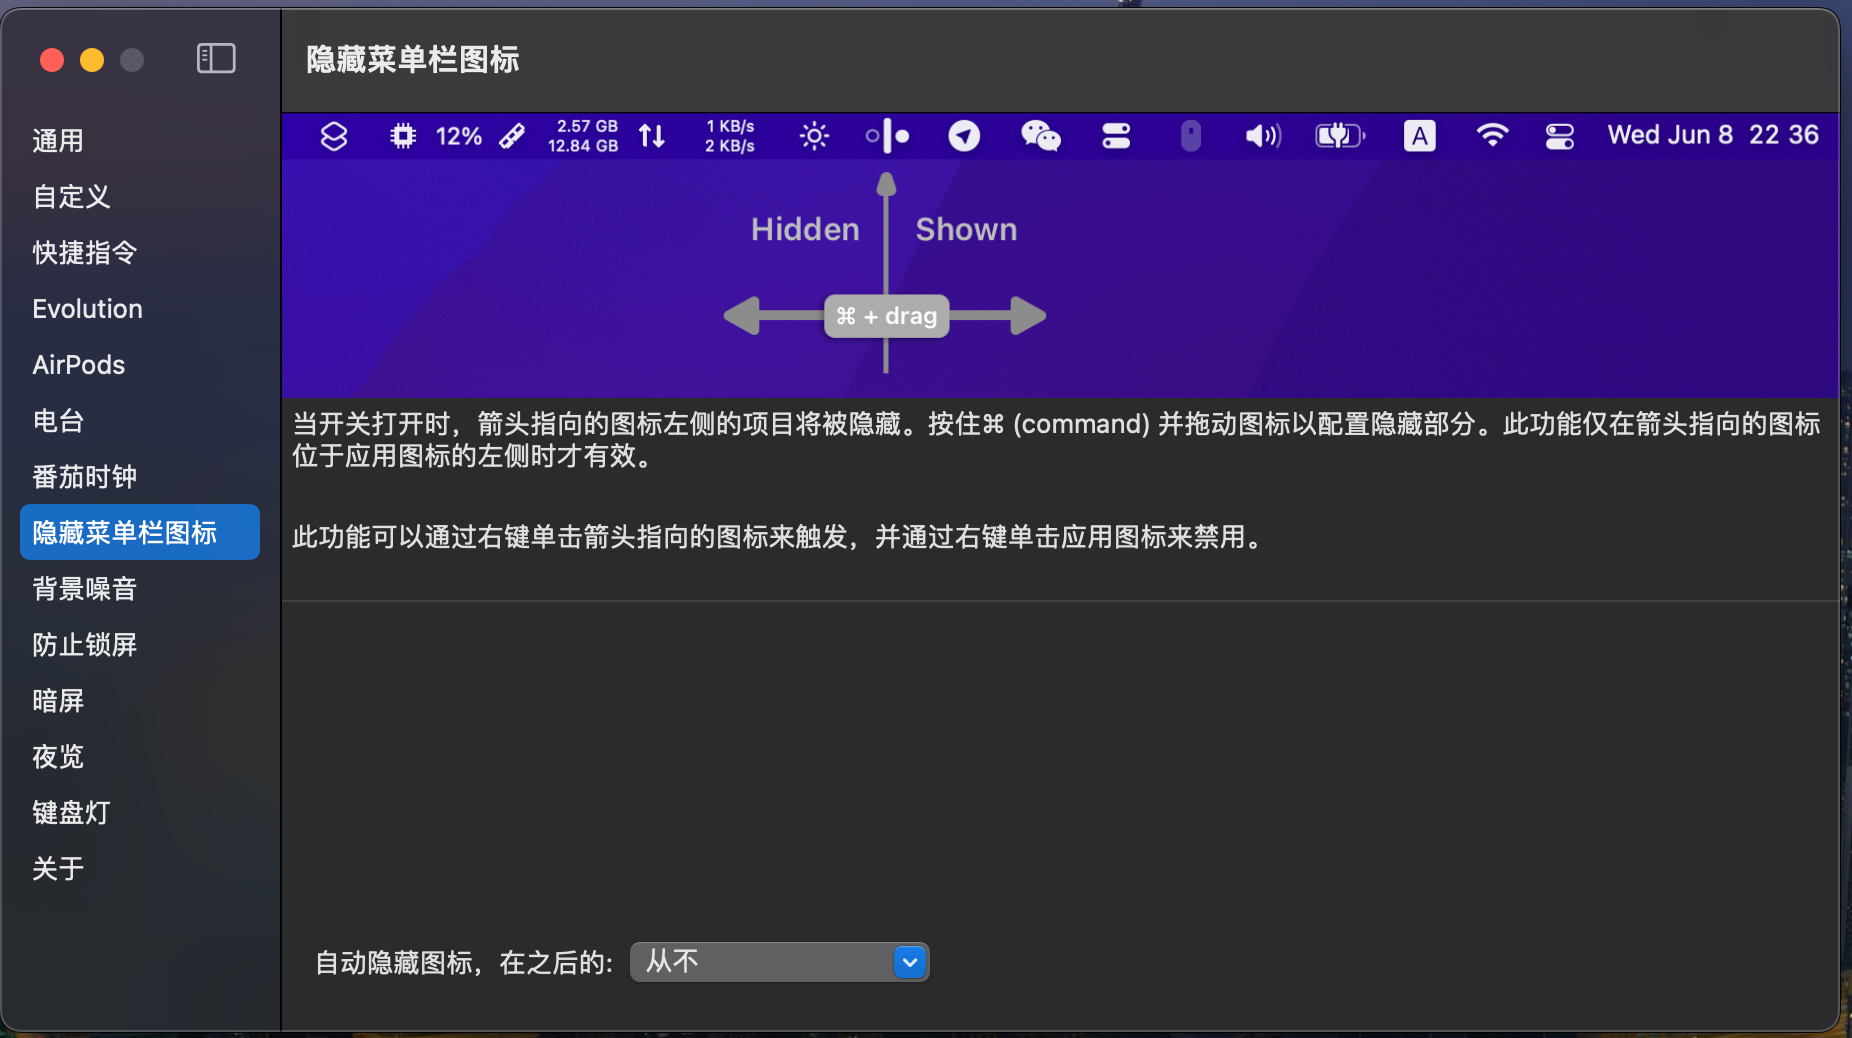 隐藏菜单栏图标
通用
自定义
快捷指令
Evolution
AirPods
电台
番茄时钟
隐藏菜单栏图标
背景噪音
防止锁屏
暗屏
夜览
键盘灯
关于
12%
2.57 GB
12.84 GB
1 KB/s
2 KB/s
A
Wed Jun 8 22 36
Hidden
Shown
⌘ + drag
当开关打开时，箭头指向的图标左侧的项目将被隐藏。按住⌘ (command) 并拖动图标以配置隐藏部分。此功能仅在箭头指向的图标
位于应用图标的左侧时才有效。
此功能可以通过右键单击箭头指向的图标来触发，并通过右键单击应用图标来禁用。
自动隐藏图标，在之后的: 从不